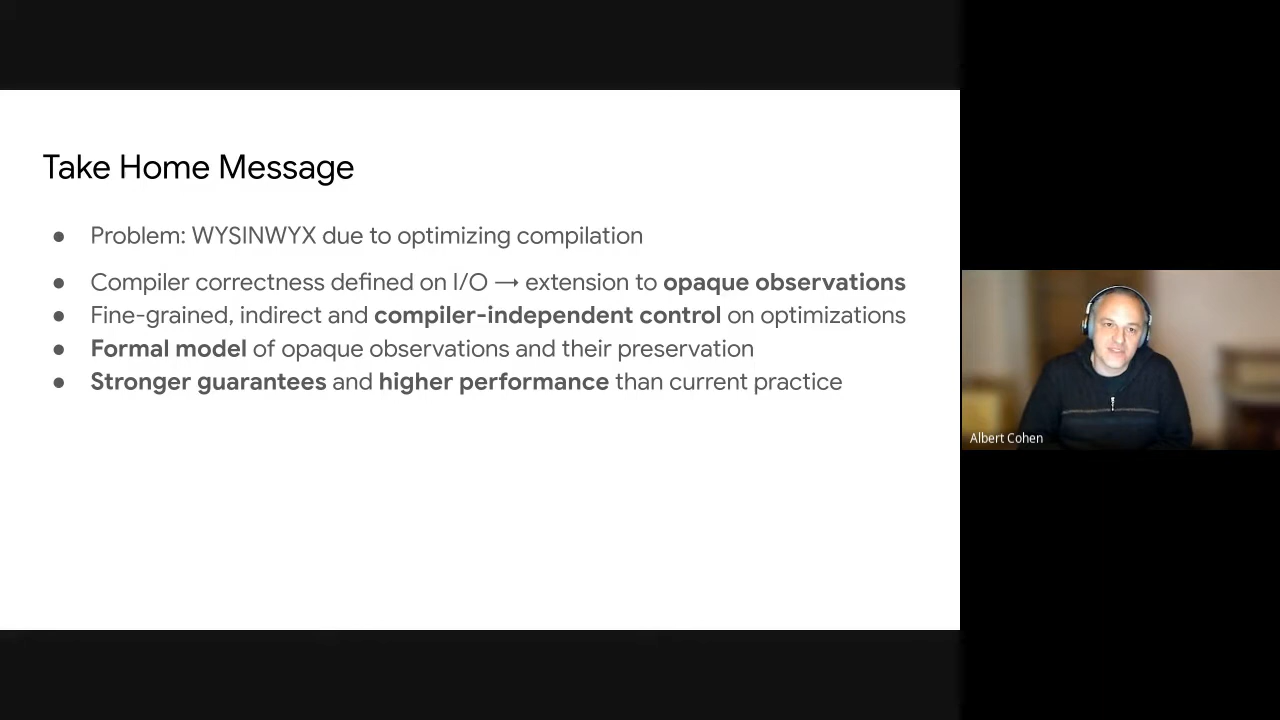 Take Home Message
● Problem: WYSINWYX due to optimizing compilation
● Compiler correctness defined on I/O → extension to opaque observations
● Fine-grained, indirect and compiler-independent control on optimizations
● Formal model of opaque observations and their preservation
● Stronger guarantees and higher performance than current practice
Albert Cohen